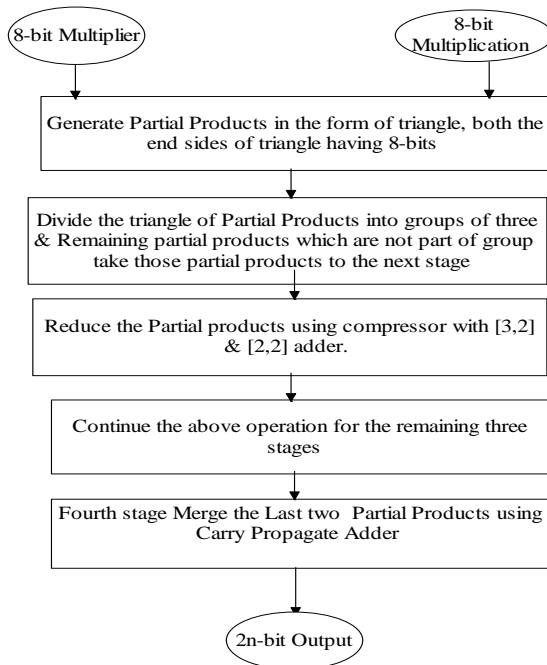 8-bit Multiplier
8-bit
Multiplication
Generate Partial Products in the form of triangle, both the
end sides of triangle having 8-bits
Divide the triangle of Partial Products into groups of three
& Remaining partial products which are not part of group
take those partial products to the next stage
Reduce the Partial products using compressor with [3,2]
& [2,2] adder.
Continue the above operation for the remaining three
stages
Fourth stage Merge the Last two Partial Products using
Carry Propagate Adder
2n-bit Output